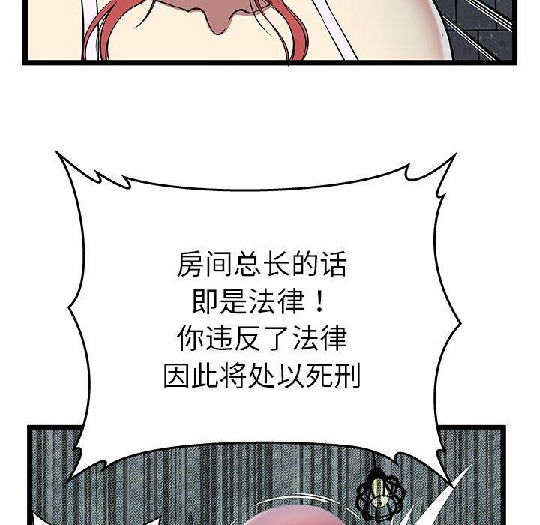 房间总长的话
即是法律！
你违反了法律
因此将处以死刑